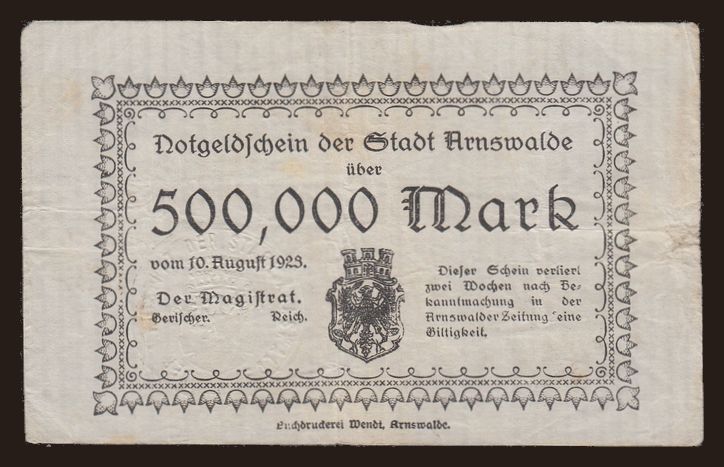 Notgeldschein der Stadt Arnswalde
über
500,000 Mark
vom 10. August 1923.
Der Magistrat.
Gerischer. Reich.
Dieser Schein verliert
zwei Wochen nach Be-
kanntmachung in der
Arnswalder Zeitung seine
Gültigkeit.
Buchdruckerei Wendt, Arnswalde.